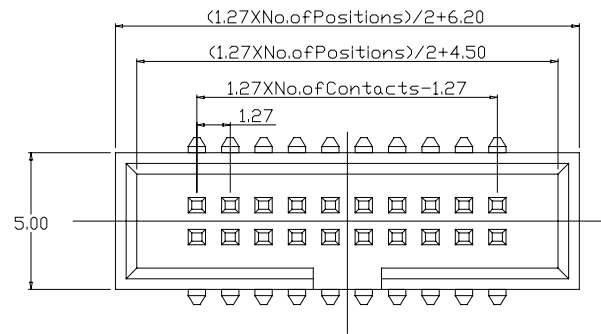 (1.27XNo.ofPositions)/2+6.20
(1.27XNo.ofPositions)/2+4.50
1.27XNo.ofContacts-1.27
1.27
5.00